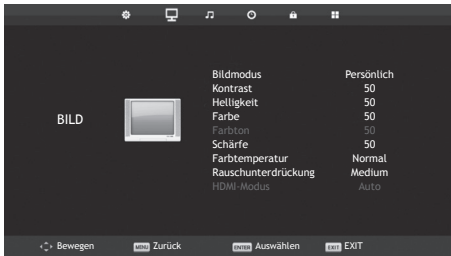 BILD
Bildmodus Persönlich
Kontrast 50
Helligkeit 50
Farbe 50
Farbton 50
Schärfe 50
Farbtemperatur Normal
Rauschunterdrückung Medium
HDMI-Modus Auto
Bewegen MENU Zurück ENTER Auswählen EXIT EXIT